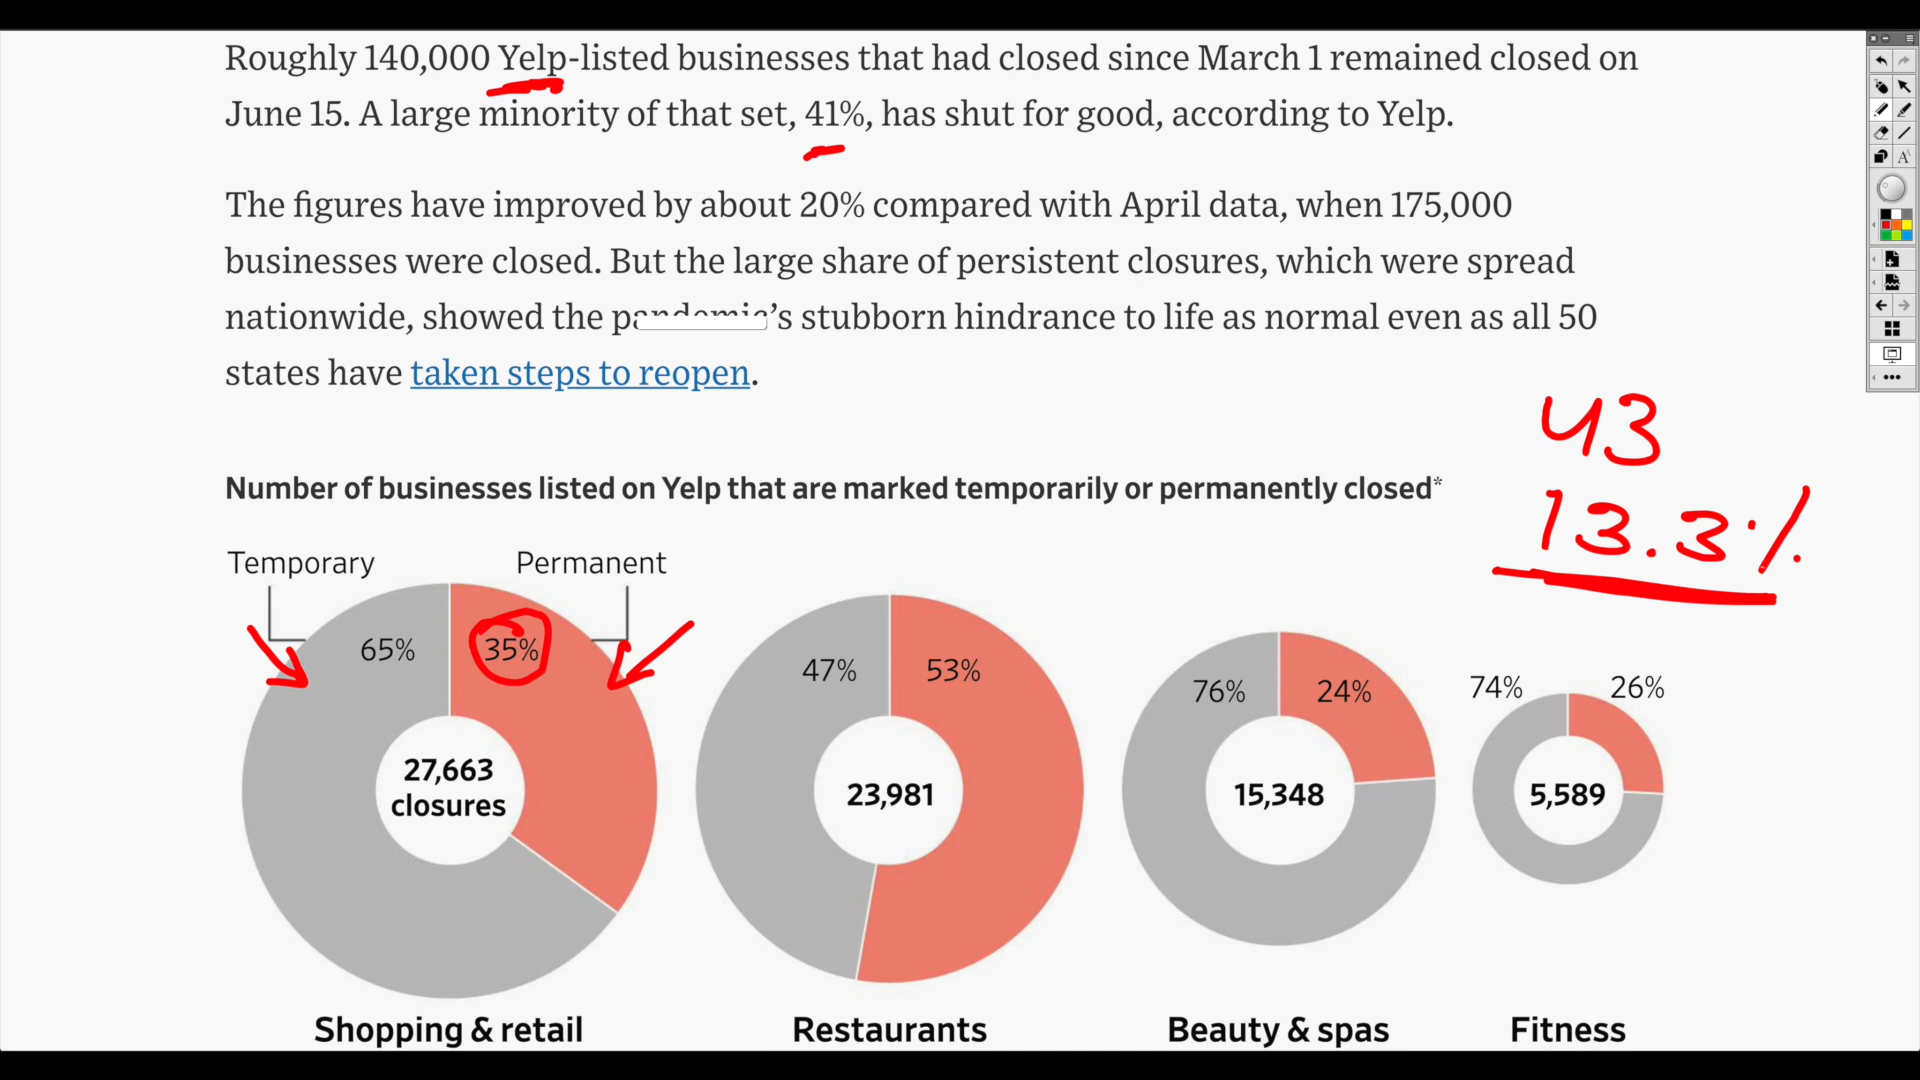 Roughly 140,000 Yelp-listed businesses that had closed since March 1 remained closed on
June 15. A large minority of that set, 41%, has shut for good, according to Yelp.
The figures have improved by about 20% compared with April data, when 175,000
businesses were closed. But the large share of persistent closures, which were spread
nationwide, showed the pandemic's stubborn hindrance to life as normal even as all 50
states have taken steps to reopen.
43
13.3%
Number of businesses listed on Yelp that are marked temporarily or permanently closed*
Temporary Permanent
65% 35%
27,663
closures
47% 53%
23,981
76% 24%
15,348
74% 26%
5,589
Shopping & retail Restaurants Beauty & spas Fitness